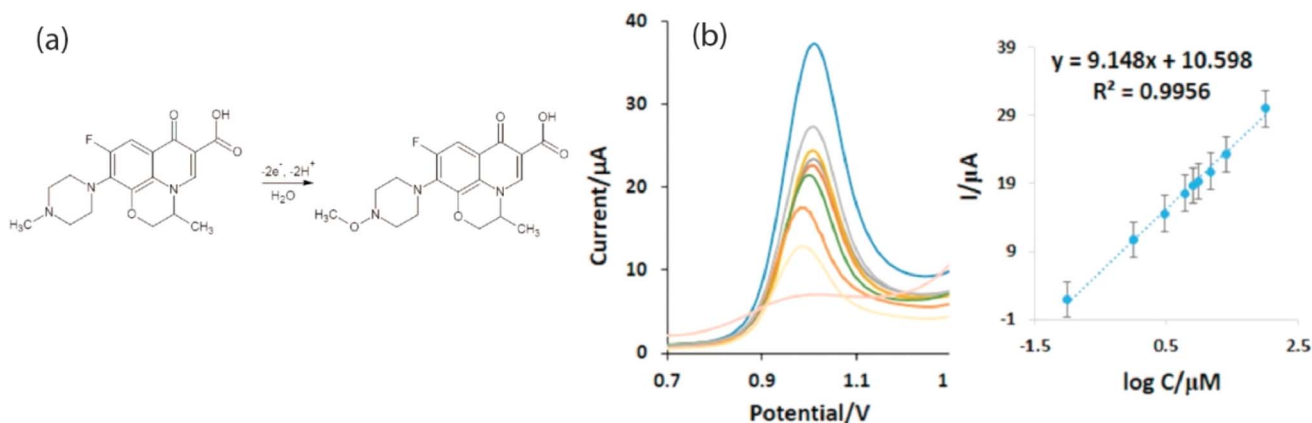 (a)
O
OH
F
O
N
N
N
H₃C
O
CH₃
-2e⁻, -2H⁺
H₂O
O
OH
F
O
N
N
N
H₃C
O
O
CH₃
(b)
Current/µA
40
30
20
10
0
0.7
0.9
1.1
1
Potential/V
I/µA
39
29
19
9
-1
y = 9.148x + 10.598
R² = 0.9956
-1.5
0.5
2.5
log C/µM